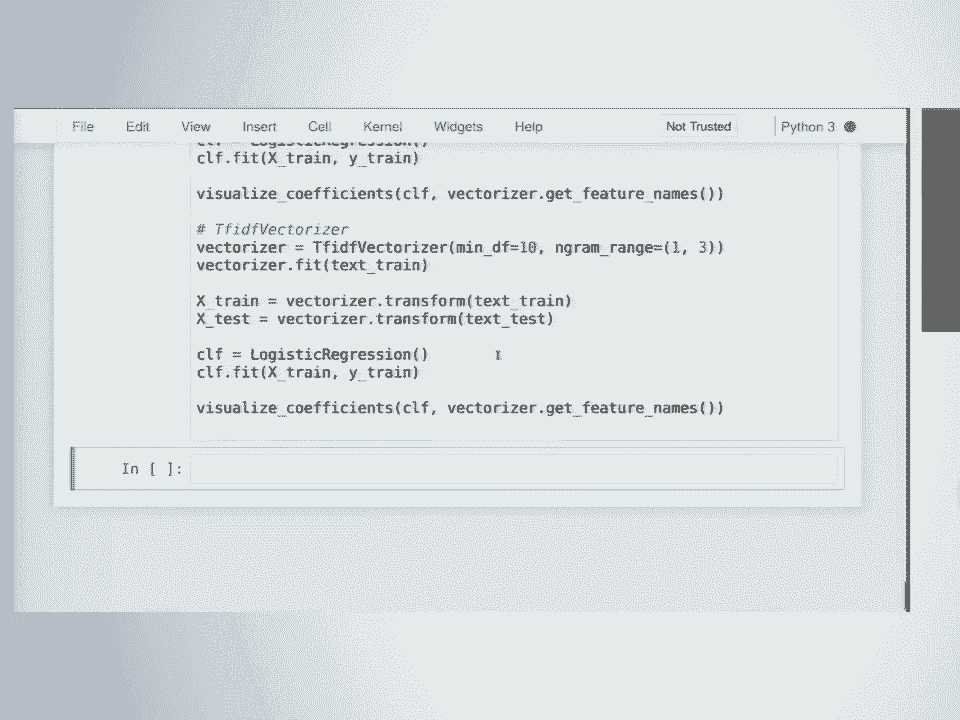 File Edit View Insert Cell Kernel Widgets Help Not Trusted Python 3
clf = LogisticRegression()
clf.fit(X_train, y_train)
visualize_coefficients(clf, vectorizer.get_feature_names())
# TfidfVectorizer
vectorizer = TfidfVectorizer(min_df=10, ngram_range=(1, 3))
vectorizer.fit(text_train)
X_train = vectorizer.transform(text_train)
X_test = vectorizer.transform(text_test)
clf = LogisticRegression()
clf.fit(X_train, y_train)
visualize_coefficients(clf, vectorizer.get_feature_names())
In [ ]: